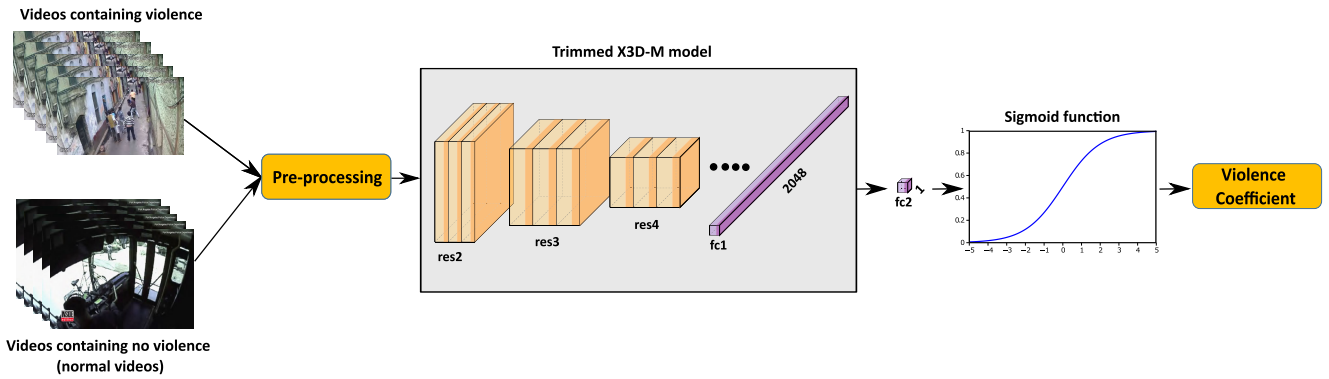 Videos containing violence
Trimmed X3D-M model
Pre-processing
res2
res3
res4
fc1
2048
fc2
1
Sigmoid function
1
0.8
0.6
0.4
0.2
0
−5 −4 −3 −2 −1 0 1 2 3 4 5
Violence
Coefficient
INSIDE
Videos containing no violence
(normal videos)